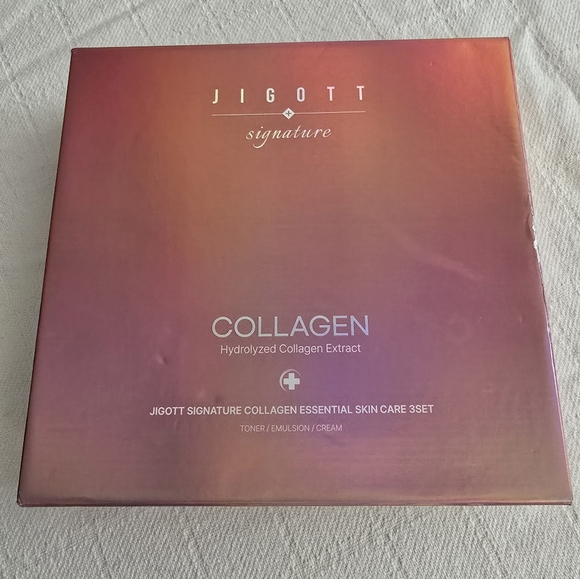 JIGOTT
signature
COLLAGEN
Hydrolyzed Collagen Extract
JIGOTT SIGNATURE COLLAGEN ESSENTIAL SKIN CARE 3SET
TONER / EMULSION / CREAM